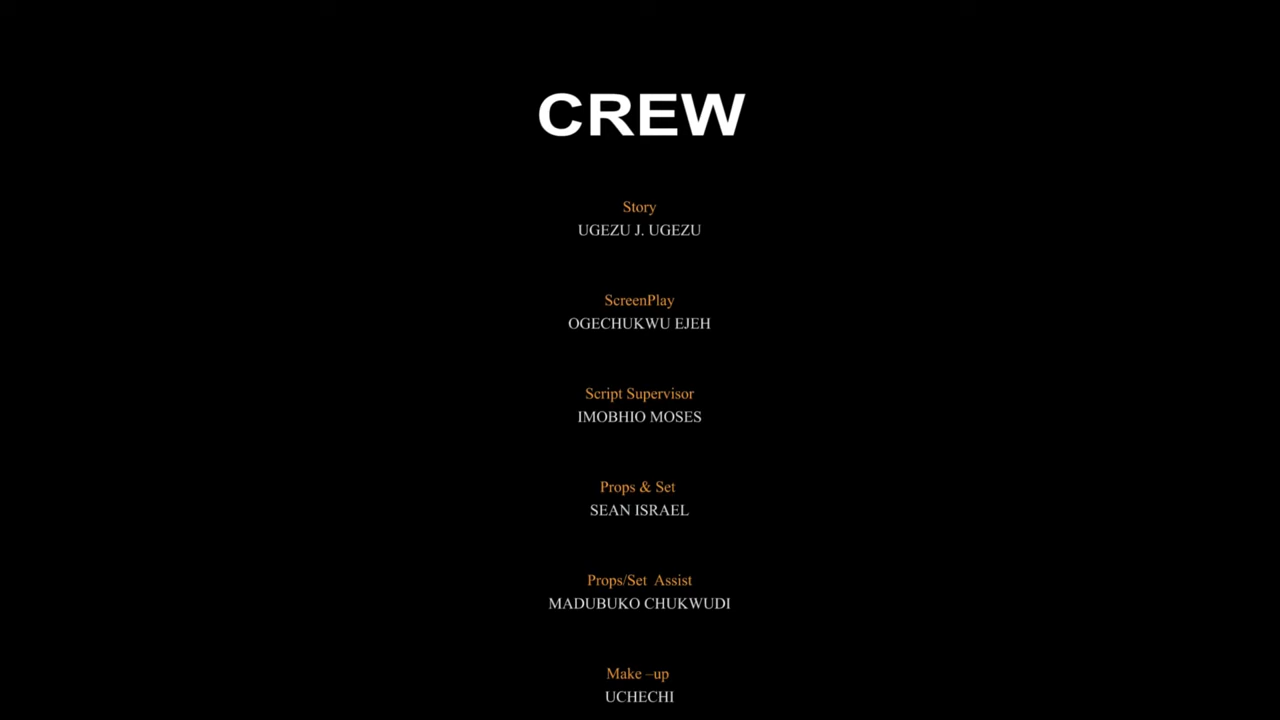 CREW
Story
UGEZU J. UGEZU
ScreenPlay
OGECHUKWU EJEH
Script Supervisor
IMOBHIO MOSES
Props & Set
SEAN ISRAEL
Props/Set  Assist
MADUBUKO CHUKWUDI
Make –up
UCHECHI